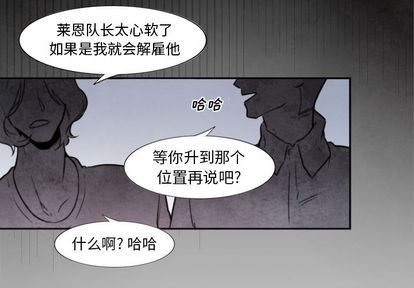 莱恩队长太心软了
如果是我就会解雇他
哈哈
等你升到那个
位置再说吧?
什么啊? 哈哈